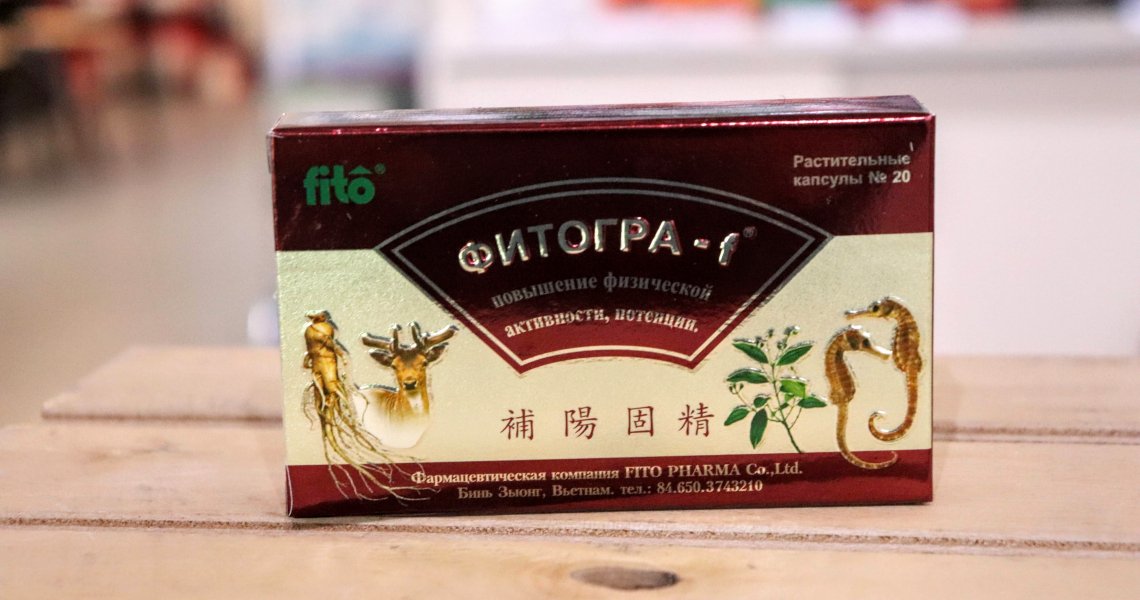 fitô®
Растительные
капсулы № 20
ФИТОГРА - f®
повышение физической
активности, потенции.
補陽固精
Фармацевтическая компания FITO PHARMA Co.,Ltd.
Бинь Зыонг, Вьетнам. тел.: 84.650.3743210